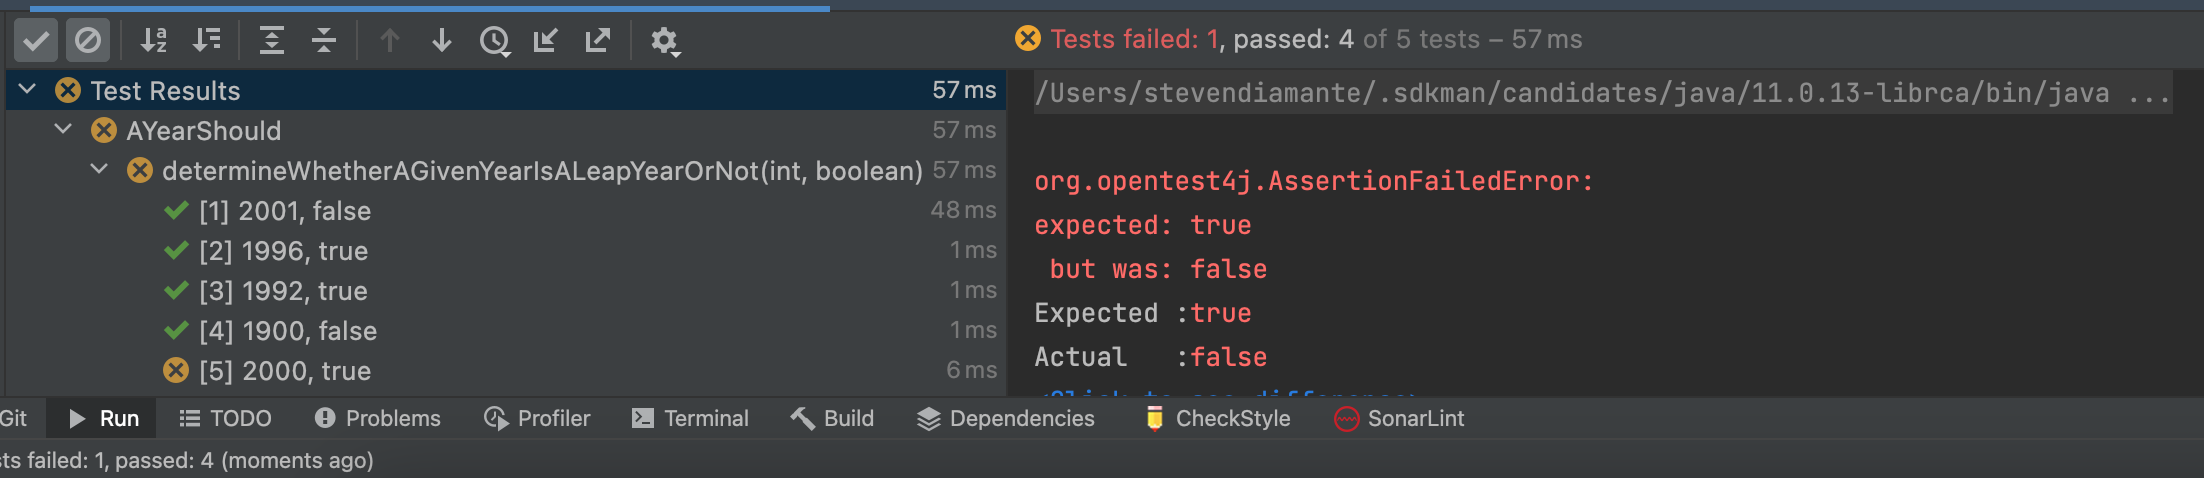 Tests failed: 1, passed: 4 of 5 tests – 57 ms
Test Results 57 ms
AYearShould 57 ms
determineWhetherAGivenYearIsALeapYearOrNot(int, boolean) 57 ms
[1] 2001, false 48 ms
[2] 1996, true 1 ms
[3] 1992, true 1 ms
[4] 1900, false 1 ms
[5] 2000, true 6 ms
/Users/stevendiamante/.sdkman/candidates/java/11.0.13-librca/bin/java ...
org.opentest4j.AssertionFailedError:
expected: true
but was: false
Expected :true
Actual :false
<Click to see difference>
Git Run TODO Problems Profiler Terminal Build Dependencies CheckStyle SonarLint
ts failed: 1, passed: 4 (moments ago)